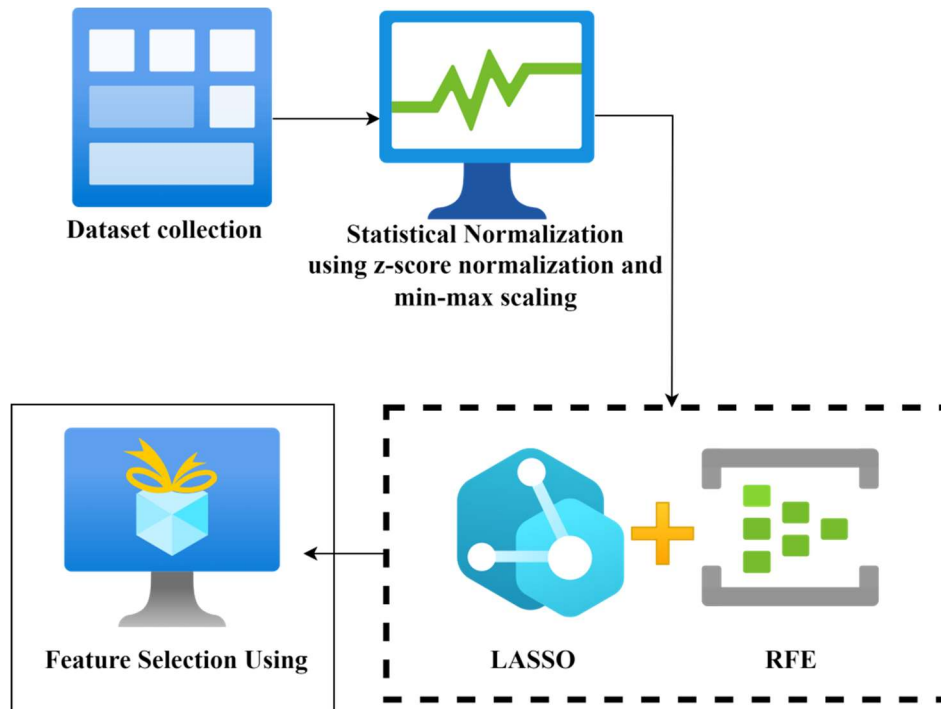 Dataset collection
Statistical Normalization
using z-score normalization and
min-max scaling
Feature Selection Using
LASSO
RFE